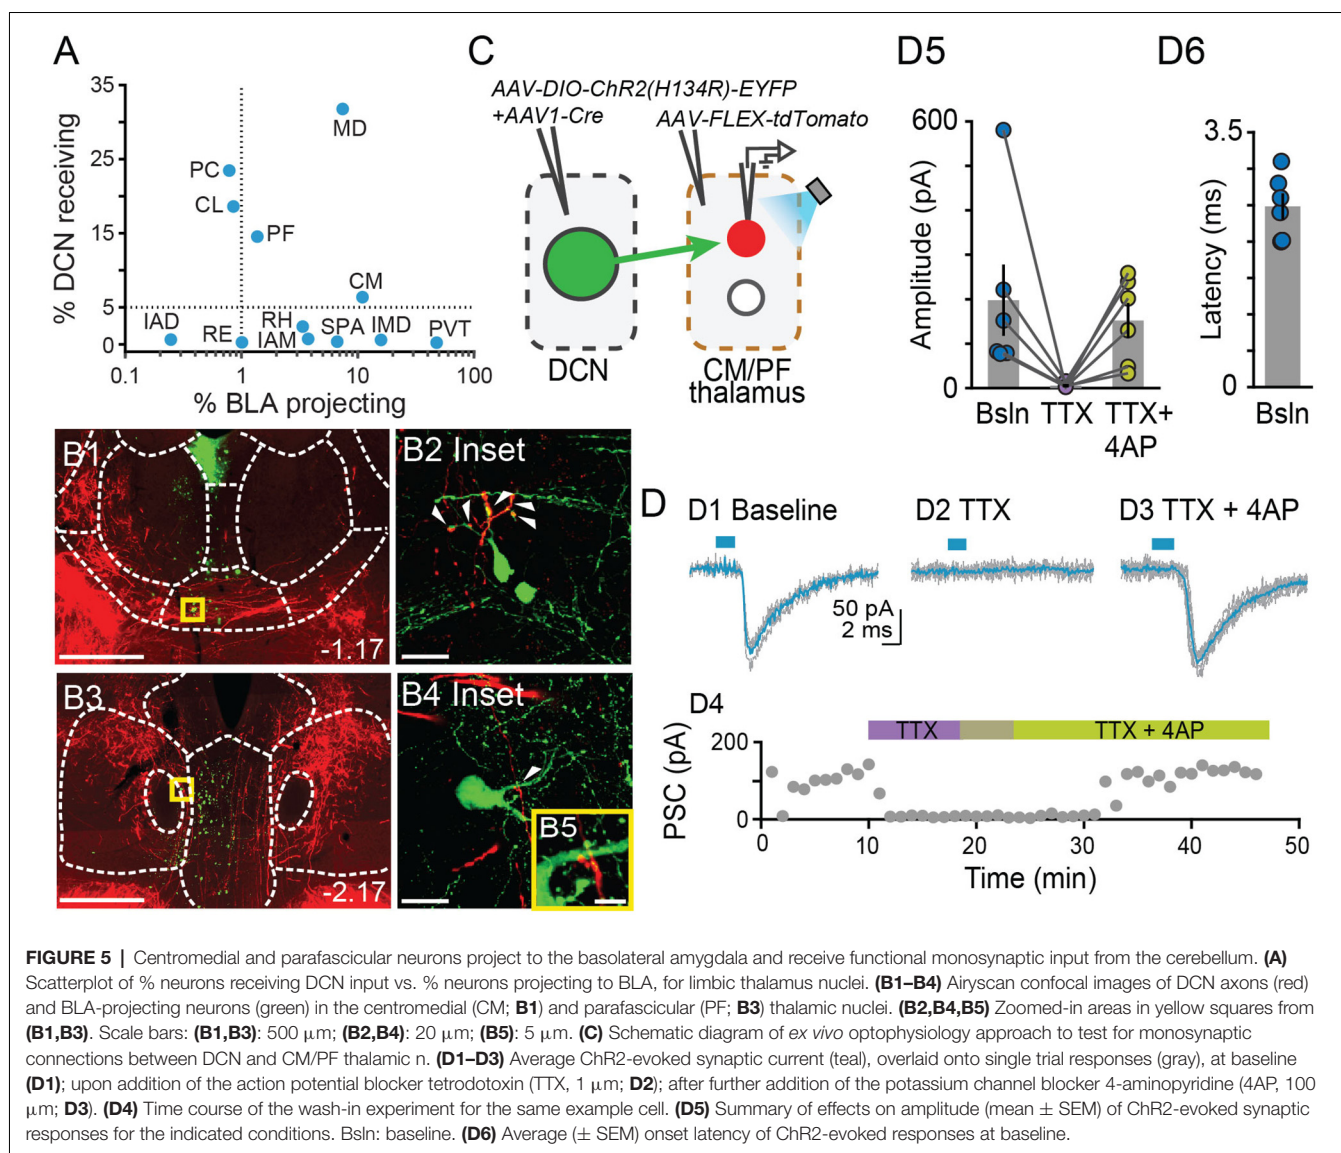 A
% DCN receiving
35
25
15
5
0
MD
PC
CL
PF
CM
IAD
RE
RH
IAM
SPA
IMD
PVT
0.1
1
10
100
% BLA projecting
C
AAV-DIO-ChR2(H134R)-EYFP
+AAV1-Cre
AAV-FLEX-tdTomato
DCN
CM/PF
thalamus
D5
Amplitude (pA)
600
0
Bsln
TTX
TTX+
4AP
D6
Latency (ms)
3.5
0
Bsln
B1
-1.17
B2 Inset
B3
-2.17
B4 Inset
B5
D
D1 Baseline
D2 TTX
D3 TTX + 4AP
50 pA
2 ms
D4
TTX
TTX + 4AP
PSC (pA)
200
100
0
0
10
20
30
40
50
Time (min)
FIGURE 5 | Centromedial and parafascicular neurons project to the basolateral amygdala and receive functional monosynaptic input from the cerebellum. (A)
Scatterplot of % neurons receiving DCN input vs. % neurons projecting to BLA, for limbic thalamus nuclei. (B1–B4) Airyscan confocal images of DCN axons (red)
and BLA-projecting neurons (green) in the centromedial (CM; B1) and parafascicular (PF; B3) thalamic nuclei. (B2,B4,B5) Zoomed-in areas in yellow squares from
(B1,B3). Scale bars: (B1,B3): 500 μm; (B2,B4): 20 μm; (B5): 5 μm. (C) Schematic diagram of ex vivo optophysiology approach to test for monosynaptic
connections between DCN and CM/PF thalamic n. (D1–D3) Average ChR2-evoked synaptic current (teal), overlaid onto single trial responses (gray), at baseline
(D1); upon addition of the action potential blocker tetrodotoxin (TTX, 1 μm; D2); after further addition of the potassium channel blocker 4-aminopyridine (4AP, 100
μm; D3). (D4) Time course of the wash-in experiment for the same example cell. (D5) Summary of effects on amplitude (mean ± SEM) of ChR2-evoked synaptic
responses for the indicated conditions. Bsln: baseline. (D6) Average (± SEM) onset latency of ChR2-evoked responses at baseline.